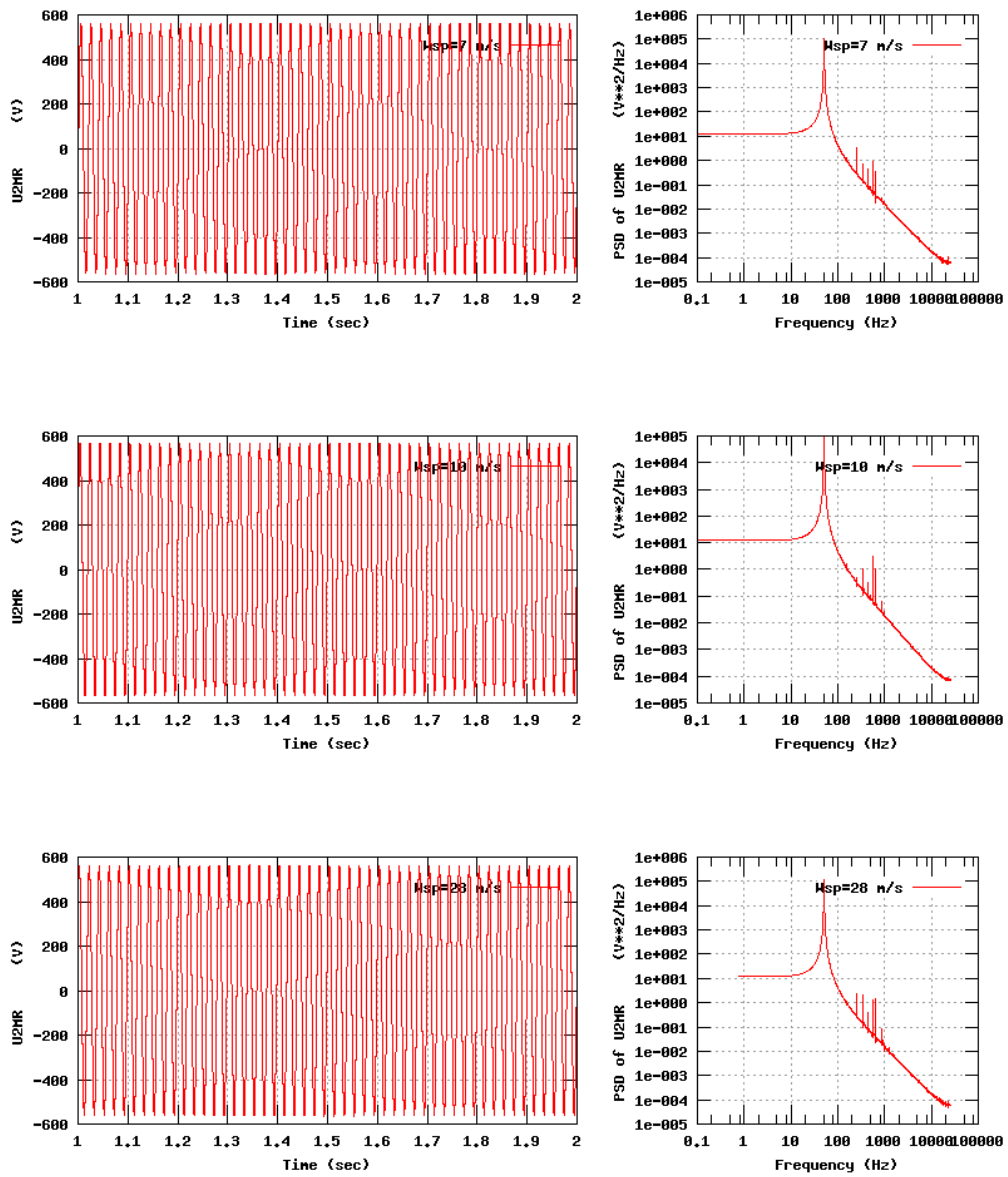 600
400
200
0
-200
-400
-600
U2MR (V)
Wsp=7 m/s
1 1.1 1.2 1.3 1.4 1.5 1.6 1.7 1.8 1.9 2
Time (sec)
1e+006
1e+005
1e+004
1e+003
1e+002
1e+001
1e+000
1e-001
1e-002
1e-003
1e-004
1e-005
PSD of U2MR (V**2/Hz)
Wsp=7 m/s
0.1 1 10 100 1000 10000 100000
Frequency (Hz)
600
400
200
0
-200
-400
-600
U2MR (V)
Wsp=10 m/s
1 1.1 1.2 1.3 1.4 1.5 1.6 1.7 1.8 1.9 2
Time (sec)
1e+005
1e+004
1e+003
1e+002
1e+001
1e+000
1e-001
1e-002
1e-003
1e-004
1e-005
PSD of U2MR (V**2/Hz)
Wsp=10 m/s
0.1 1 10 100 1000 10000 100000
Frequency (Hz)
600
400
200
0
-200
-400
-600
U2MR (V)
Wsp=28 m/s
1 1.1 1.2 1.3 1.4 1.5 1.6 1.7 1.8 1.9 2
Time (sec)
1e+006
1e+005
1e+004
1e+003
1e+002
1e+001
1e+000
1e-001
1e-002
1e-003
1e-004
1e-005
PSD of U2MR (V**2/Hz)
Wsp=28 m/s
0.1 1 10 100 1000 10000 100000
Frequency (Hz)